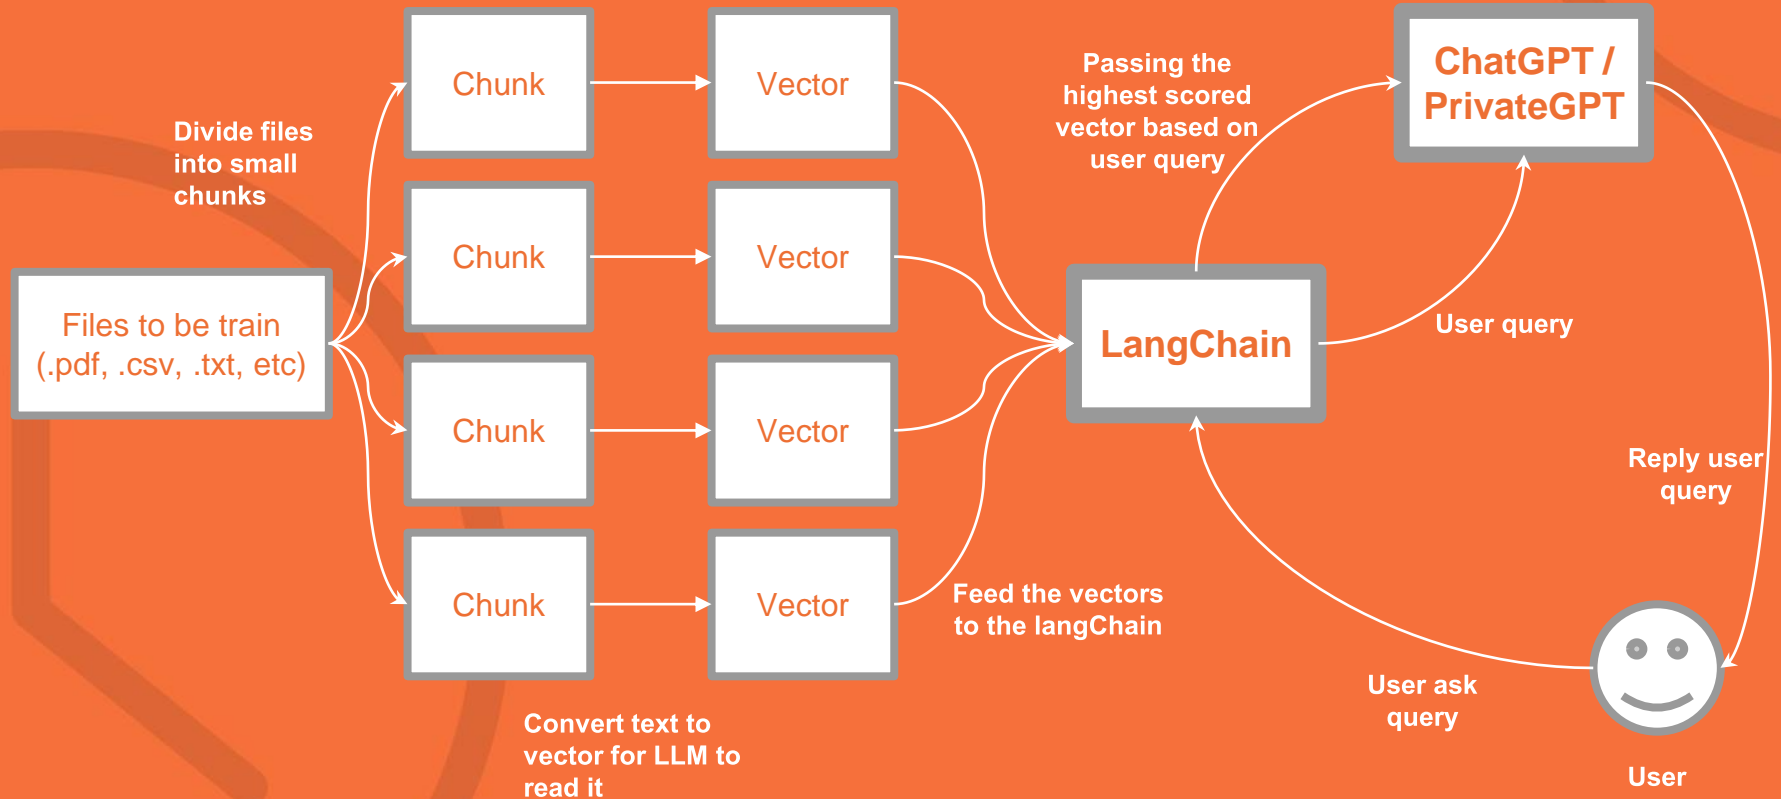 Divide files
into small
chunks
Files to be train
(.pdf, .csv, .txt, etc)
Chunk
Vector
Chunk
Vector
Chunk
Vector
Chunk
Vector
Convert text to
vector for LLM to
read it
Feed the vectors
to the langChain
LangChain
Passing the
highest scored
vector based on
user query
ChatGPT /
PrivateGPT
User query
Reply user
query
User ask
query
User